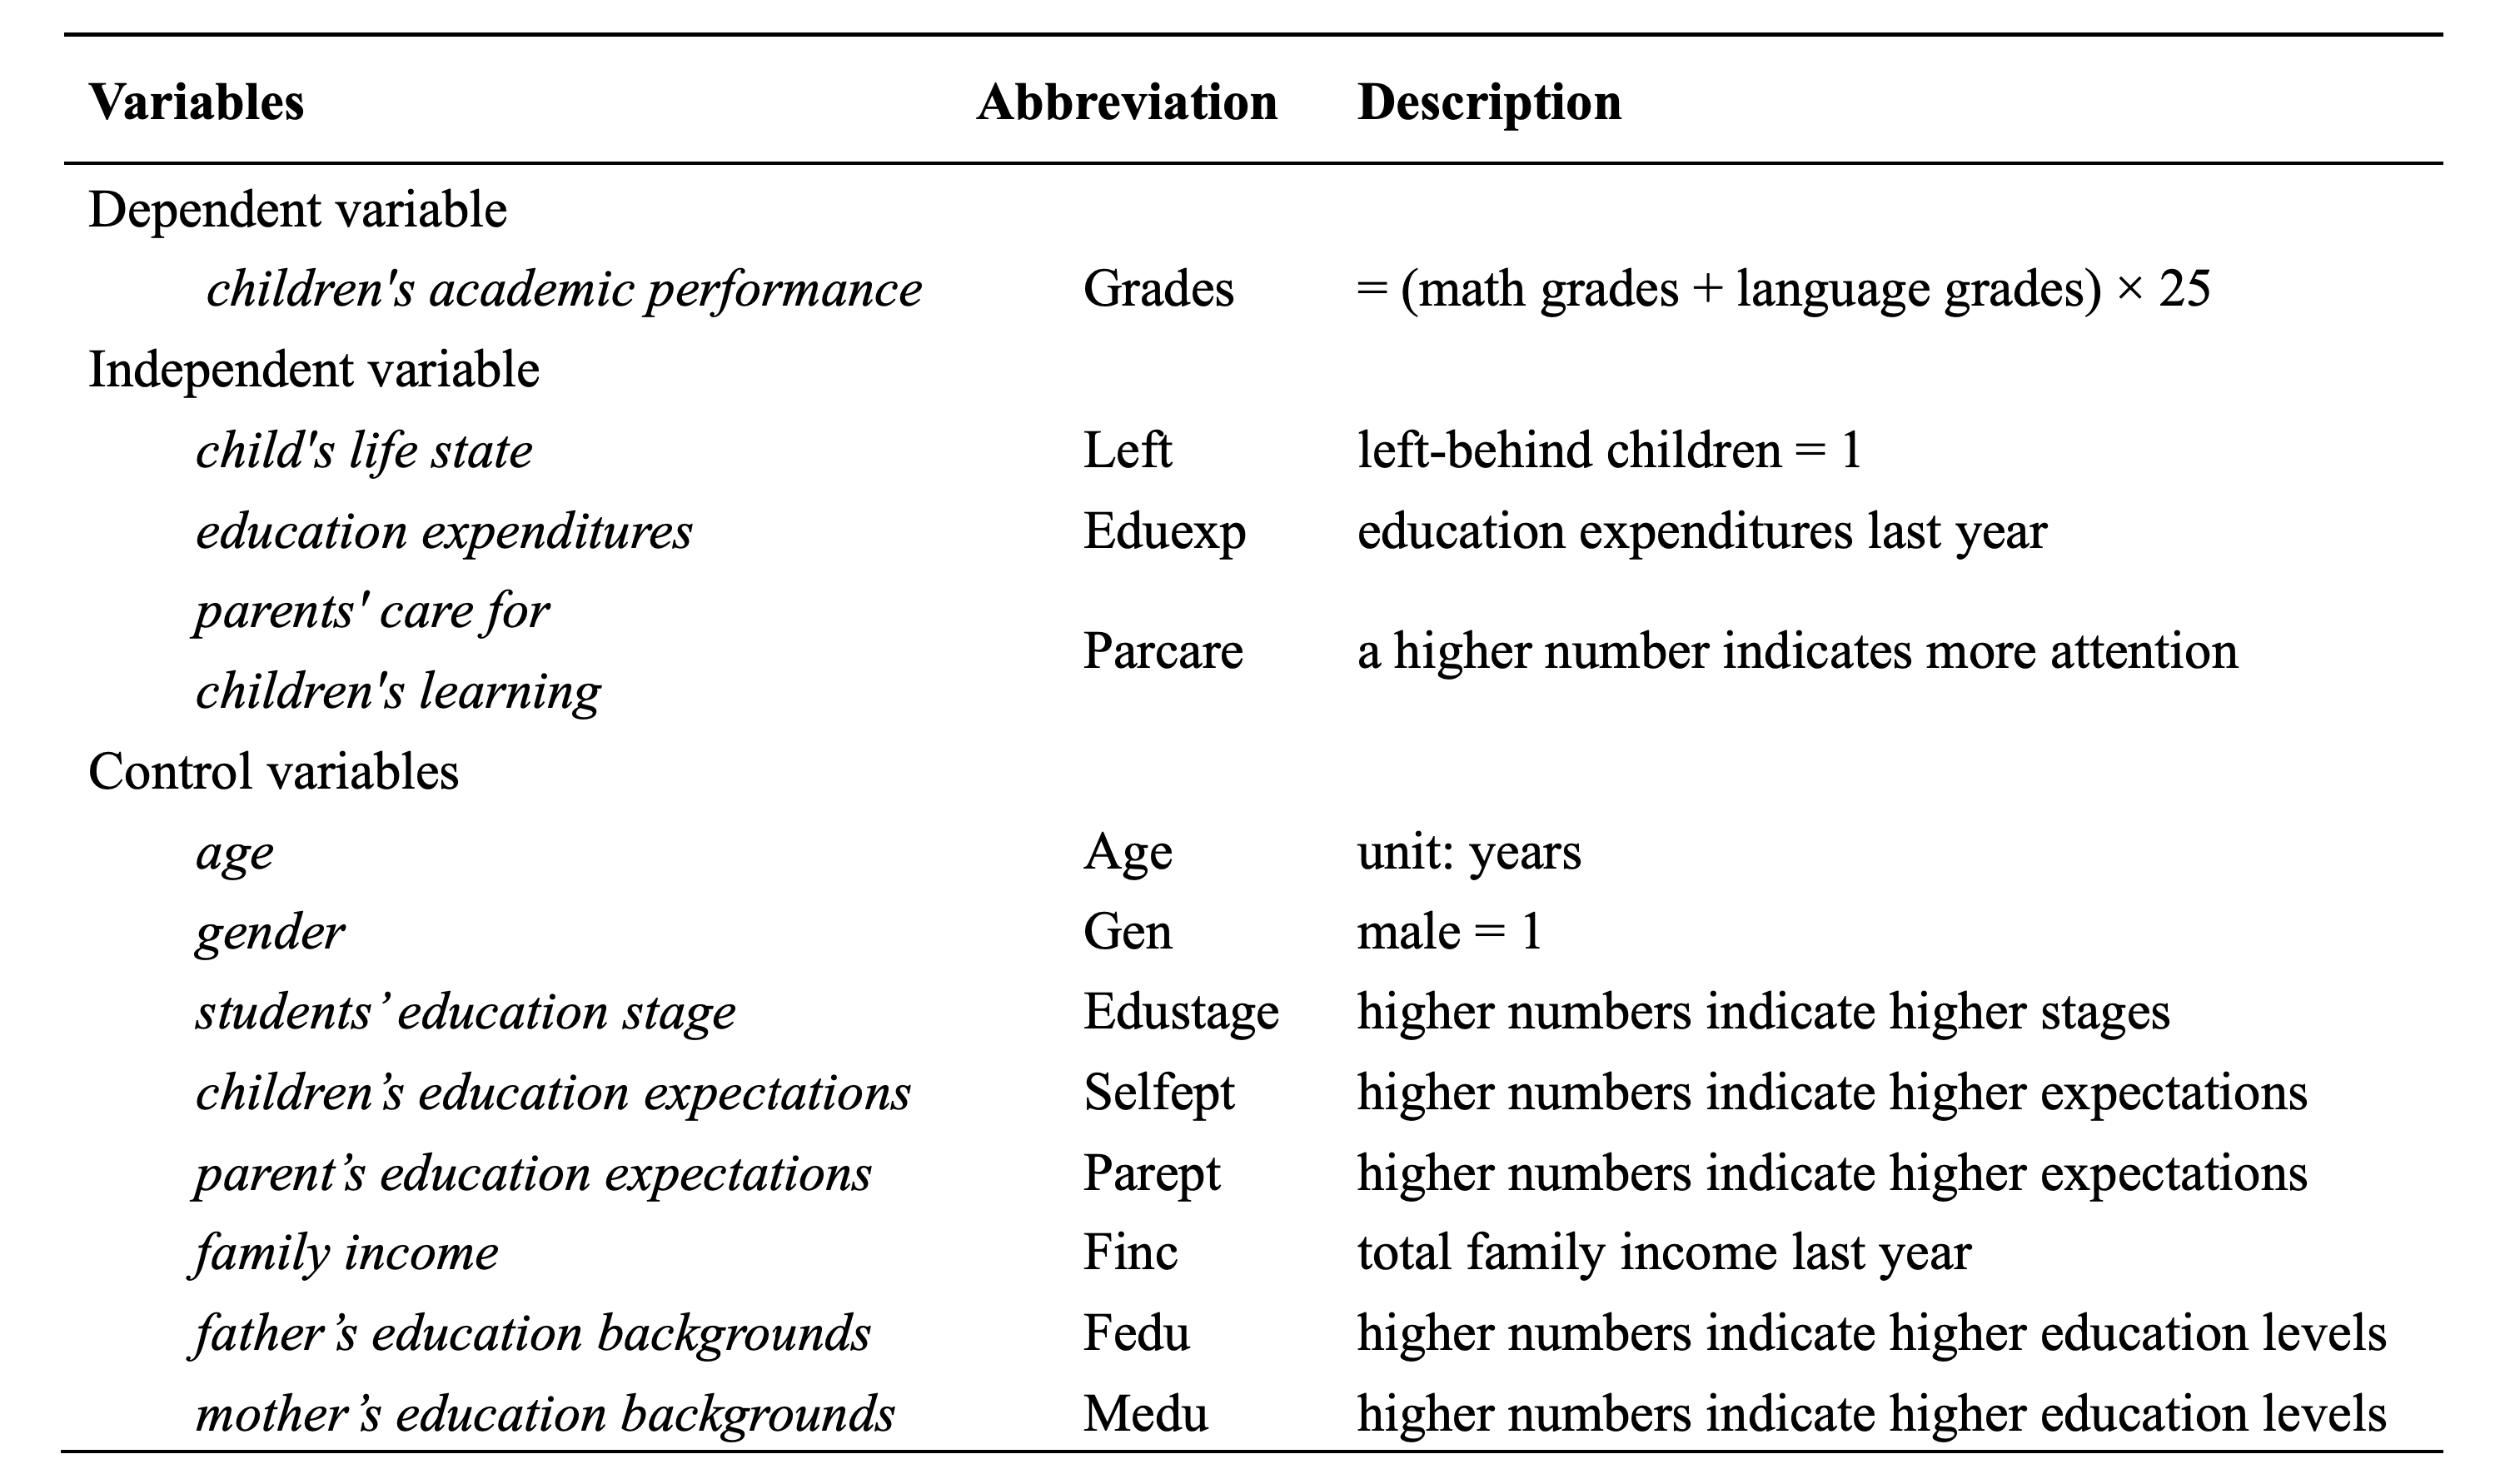 Variables Abbreviation Description
Dependent variable
children's academic performance Grades = (math grades + language grades) × 25
Independent variable
child's life state Left left-behind children = 1
education expenditures Eduexp education expenditures last year
parents' care for
children's learning Parcare a higher number indicates more attention
Control variables
age Age unit: years
gender Gen male = 1
students’ education stage Edustage higher numbers indicate higher stages
children’s education expectations Selfept higher numbers indicate higher expectations
parent’s education expectations Parept higher numbers indicate higher expectations
family income Finc total family income last year
father’s education backgrounds Fedu higher numbers indicate higher education levels
mother’s education backgrounds Medu higher numbers indicate higher education levels